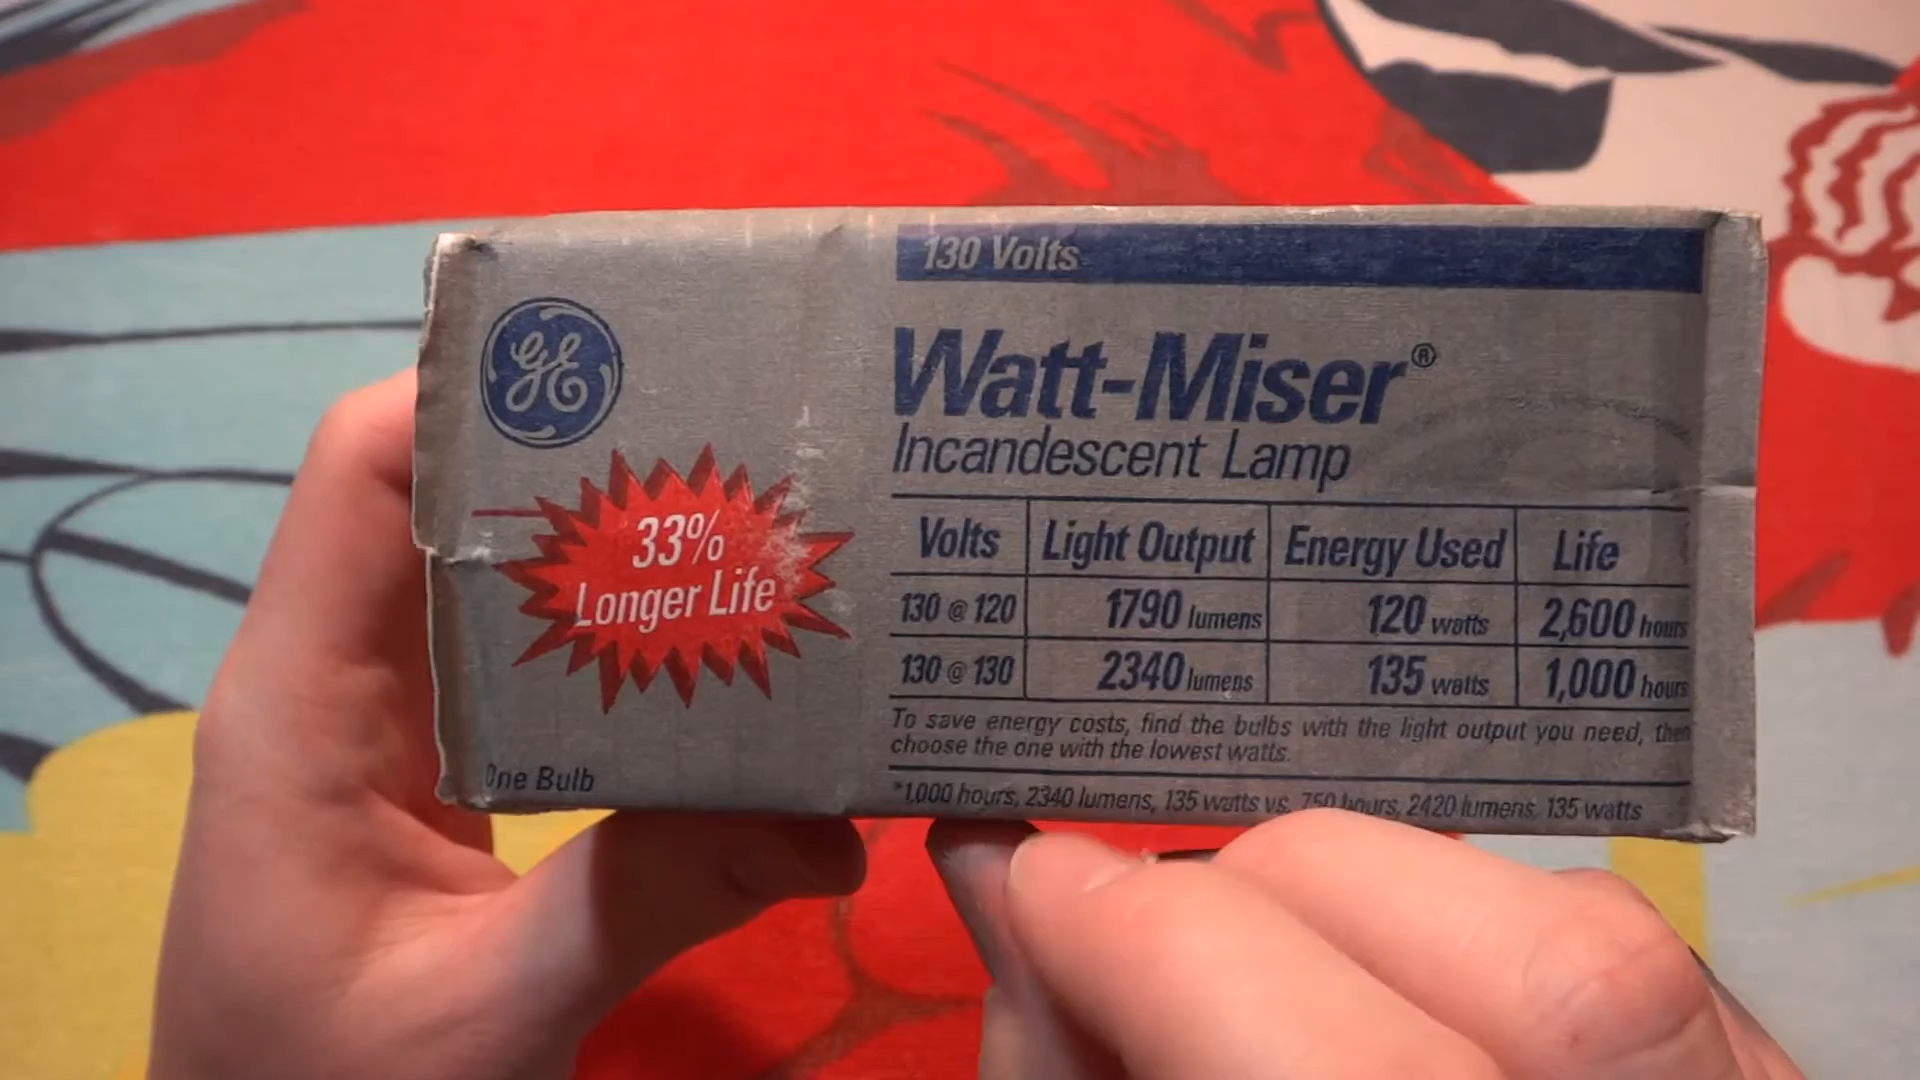 130 Volts
GE
Watt-Miser®
Incandescent Lamp
33%
Longer Life
Volts Light Output Energy Used Life
130 @ 120 1790 lumens 120 watts 2,600 hours
130 @ 130 2340 lumens 135 watts 1,000 hours
To save energy costs, find the bulbs with the light output you need, then
choose the one with the lowest watts.
One Bulb
*1,000 hours, 2340 lumens, 135 watts vs. 750 hours, 2420 lumens, 135 watts